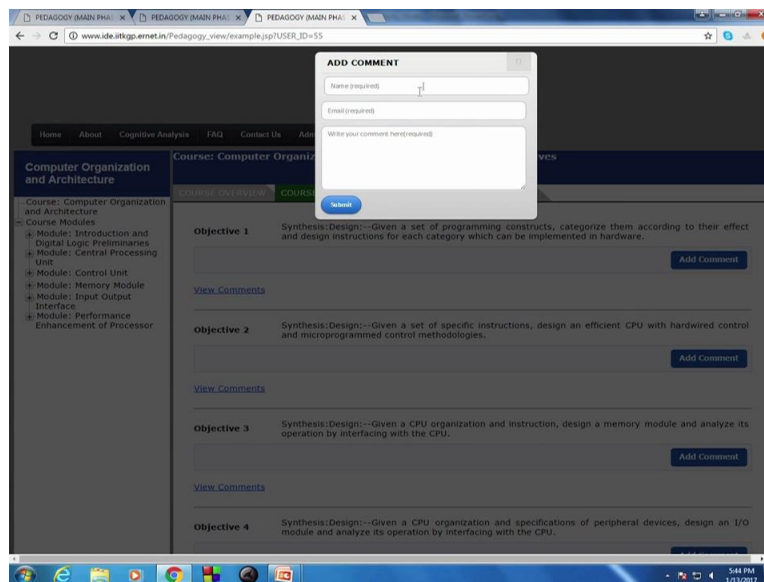 PEDAGOGY (MAIN PHA
PEDAGOGY (MAIN PHA
PEDAGOGY (MAIN PHA
www.ide.iitkgp.ernet.in/Pedagogy_view/example.jsp?USER_ID=55
ADD COMMENT
Name (required)
Email (required)
Write your comment here(required)
Submit
Home About Cognitive Analysis FAQ Contact Us Adm
Computer Organization
and Architecture
Course: Computer Organiz
ves
COURSE OVERVIEW
COURS
Course: Computer Organization
and Architecture
Course Modules
Module: Introduction and
Digital Logic Preliminaries
Module: Central Processing
Unit
Module: Control Unit
Module: Memory Module
Module: Input Output
Interface
Module: Performance
Enhancement of Processor
Objective 1
Synthesis:Design:--Given a set of programming constructs, categorize them according to their effect
and design instructions for each category which can be implemented in hardware.
Add Comment
View Comments
Objective 2
Synthesis:Design:--Given a set of specific instructions, design an efficient CPU with hardwired control
and microprogrammed control methodologies.
Add Comment
View Comments
Objective 3
Synthesis:Design:--Given a CPU organization and instruction, design a memory module and analyze its
operation by interfacing with the CPU.
Add Comment
View Comments
Objective 4
Synthesis:Design:--Given a CPU organization and specifications of peripheral devices, design an I/O
module and analyze its operation by interfacing with the CPU.
5:44 PM
1/13/2017